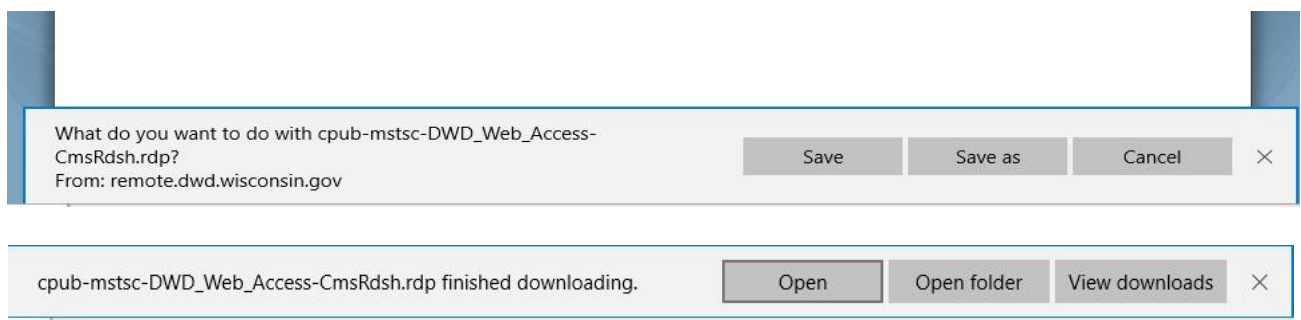 What do you want to do with cpub-mstsc-DWD_Web_Access-
CmsRdsh.rdp?
From: remote.dwd.wisconsin.gov
Save Save as Cancel
cpub-mstsc-DWD_Web_Access-CmsRdsh.rdp finished downloading. Open Open folder View downloads